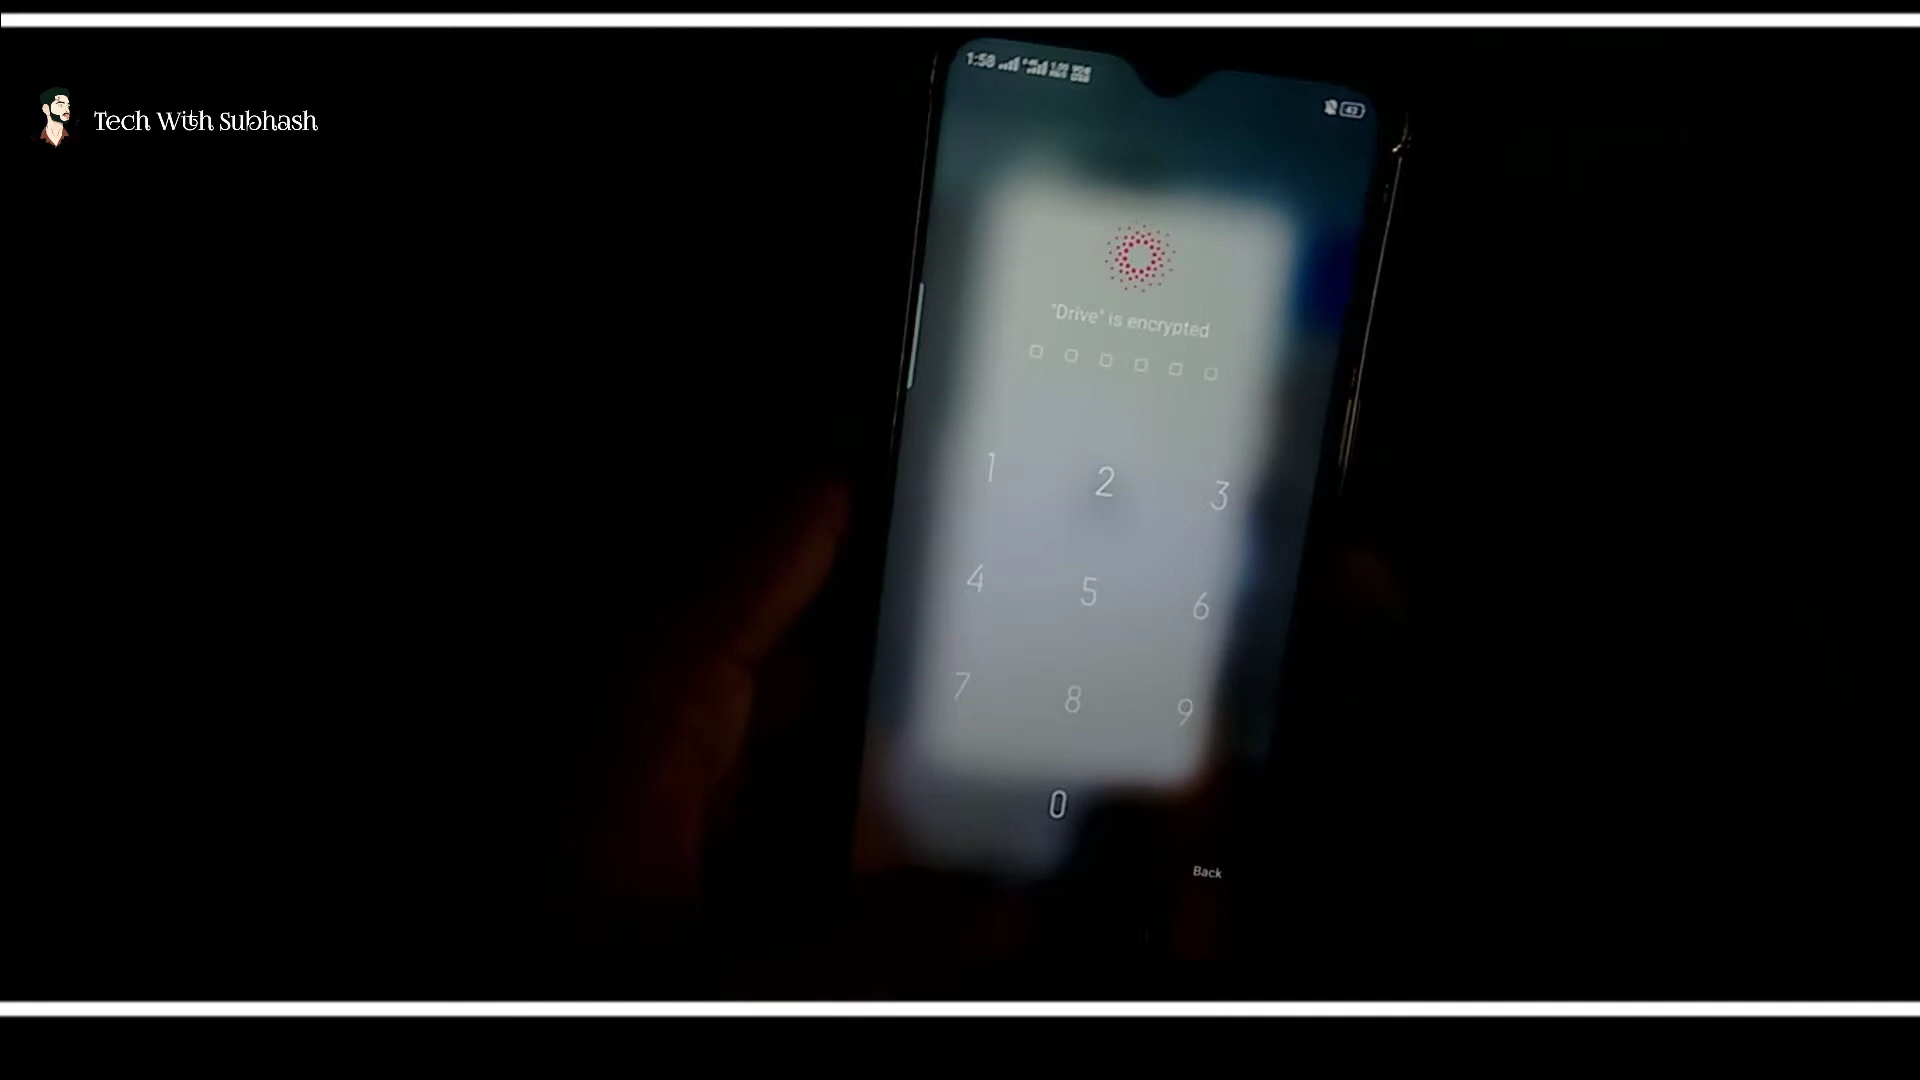 Tech With Subhash
1:58
42
"Drive" is encrypted
1 2 3
4 5 6
7 8 9
0
Back